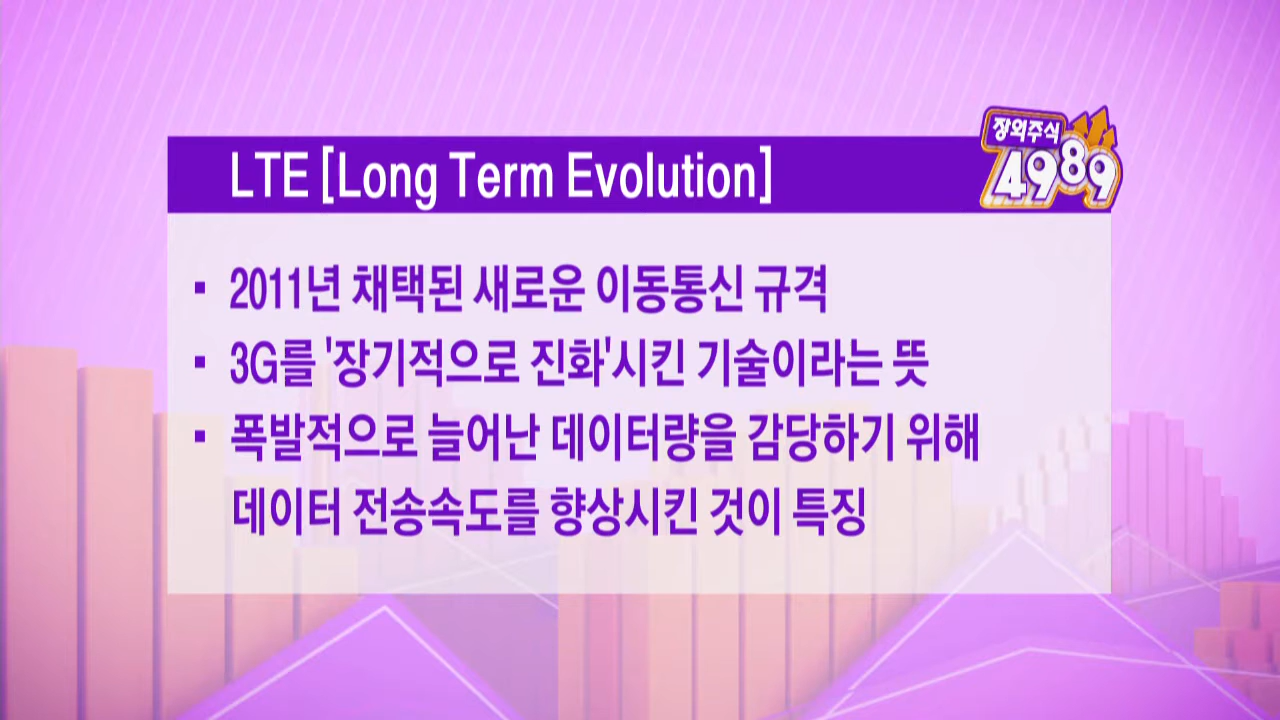 장외주식
4989
LTE [Long Term Evolution]
▪ 2011년 채택된 새로운 이동통신 규격
▪ 3G를 '장기적으로 진화'시킨 기술이라는 뜻
▪ 폭발적으로 늘어난 데이터량을 감당하기 위해
데이터 전송속도를 향상시킨 것이 특징